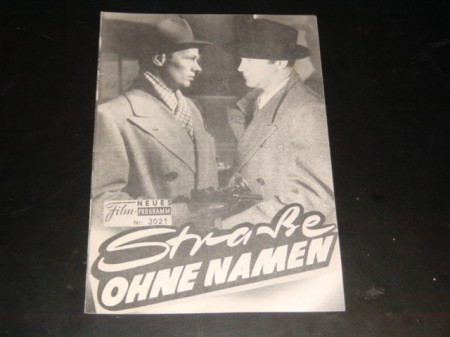 NEUES
Film-PROGRAMM
Nr. 3021
Straße
OHNE NAMEN